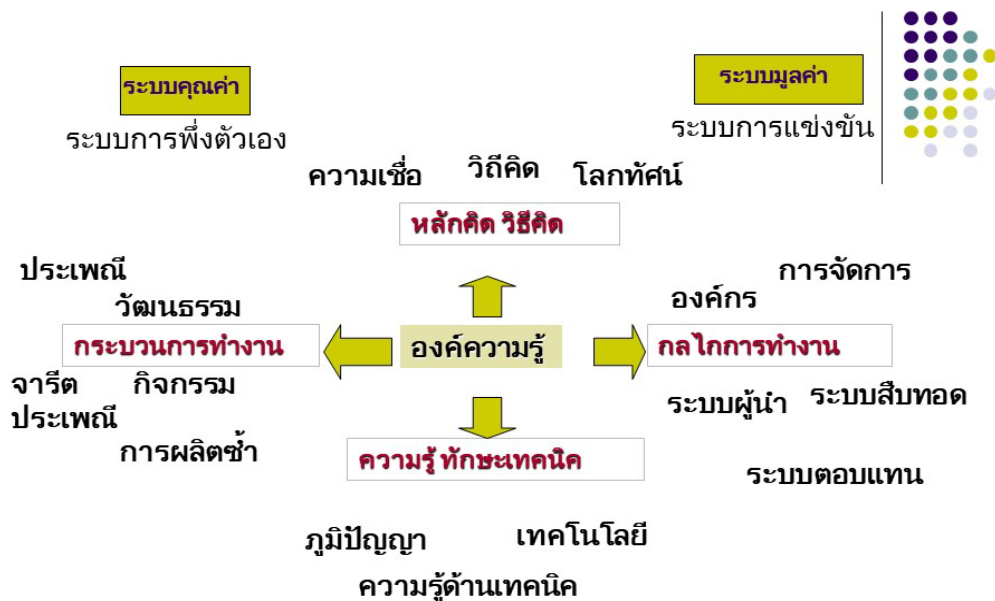 ระบบคุณค่า
ระบบการพึ่งตัวเอง
ระบบมูลค่า
ระบบการแข่งขัน
ความเชื่อ
วิถีคิด
โลกทัศน์
หลักคิด วิธีคิด
ประเพณี
วัฒนธรรม
กระบวนการทำงาน
จารีต
ประเพณี
กิจกรรม
การผลิตซ้ำ
องค์ความรู้
การจัดการ
องค์กร
กลไกการทำงาน
ระบบผู้นำ
ระบบสืบทอด
ระบบตอบแทน
ความรู้ ทักษะเทคนิค
ภูมิปัญญา
เทคโนโลยี
ความรู้ด้านเทคนิค